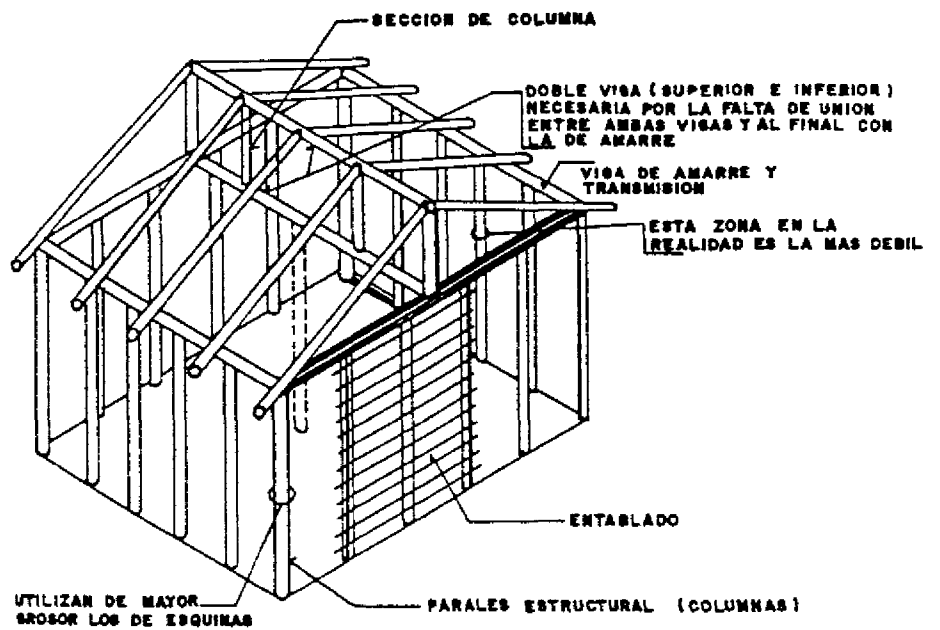 SECCION DE COLUMNA
DOBLE VIGA (SUPERIOR E INFERIOR)
NECESARIA POR LA FALTA DE UNION
ENTRE AMBAS VIGAS Y AL FINAL CON
LA DE AMARRE
VIGA DE AMARRE Y
TRANSMISION
ESTA ZONA EN LA
REALIDAD ES LA MAS DEBIL
ENTABLADO
UTILIZAN DE MAYOR
GROSOR LOS DE ESQUINAS
PARALES ESTRUCTURAL (COLUMNAS)